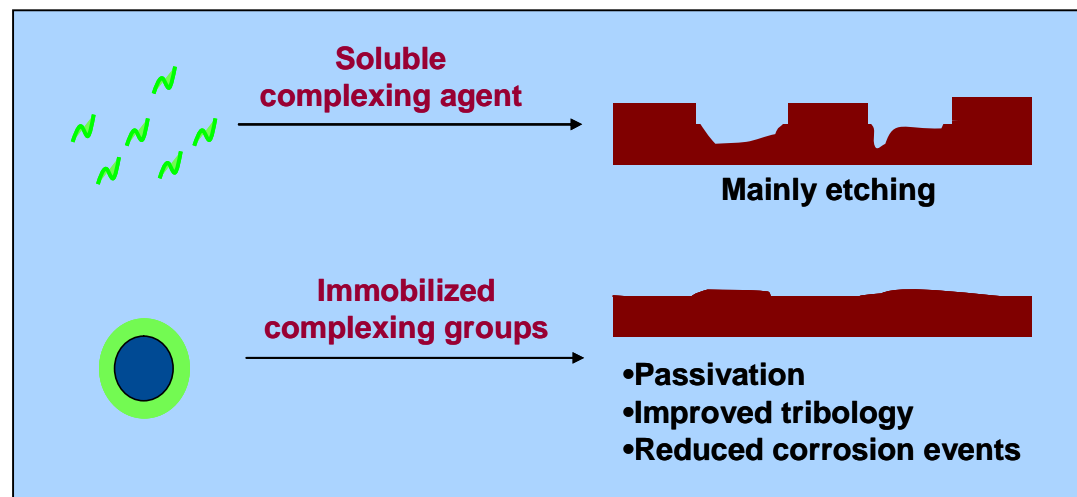 Soluble
complexing agent
Mainly etching
Immobilized
complexing groups
•Passivation
•Improved tribology
•Reduced corrosion events